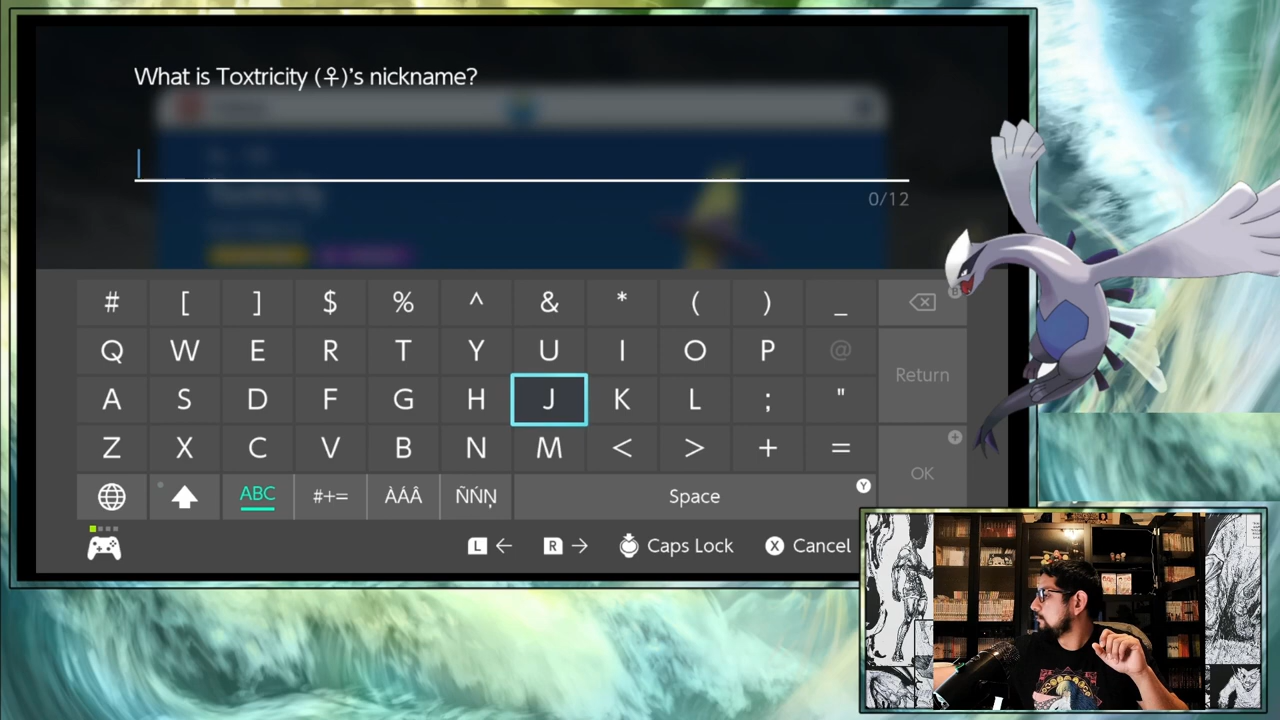 What is Toxtricity (♀)'s nickname?
0/12
# [ ] $ % ^ & * ( ) _
Q W E R T Y U I O P @
A S D F G H J K L ; "
Return
Z X C V B N M < > + =
OK
ABC #+= ÀÁÂ ÑŃŅ Space Y
L ← R → Caps Lock X Cancel